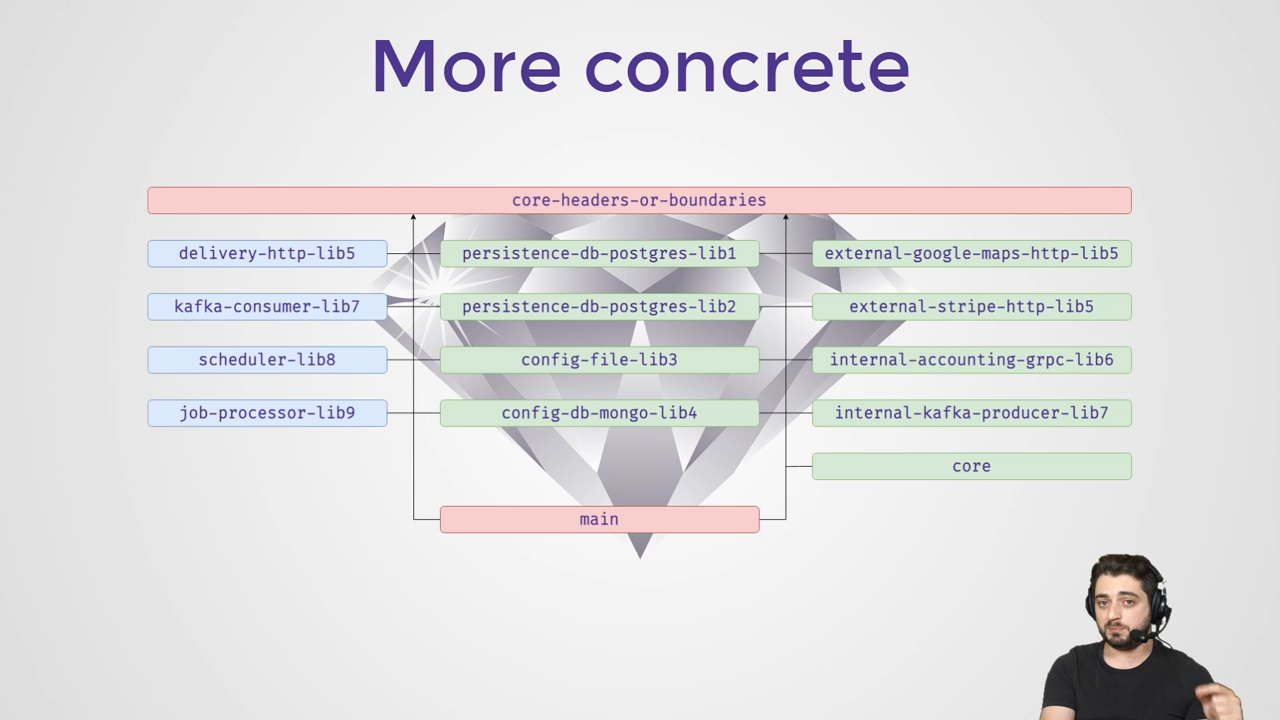 More concrete
core-headers-or-boundaries
delivery-http-lib5
persistence-db-postgres-lib1
external-google-maps-http-lib5
kafka-consumer-lib7
persistence-db-postgres-lib2
external-stripe-http-lib5
scheduler-lib8
config-file-lib3
internal-accounting-grpc-lib6
job-processor-lib9
config-db-mongo-lib4
internal-kafka-producer-lib7
core
main